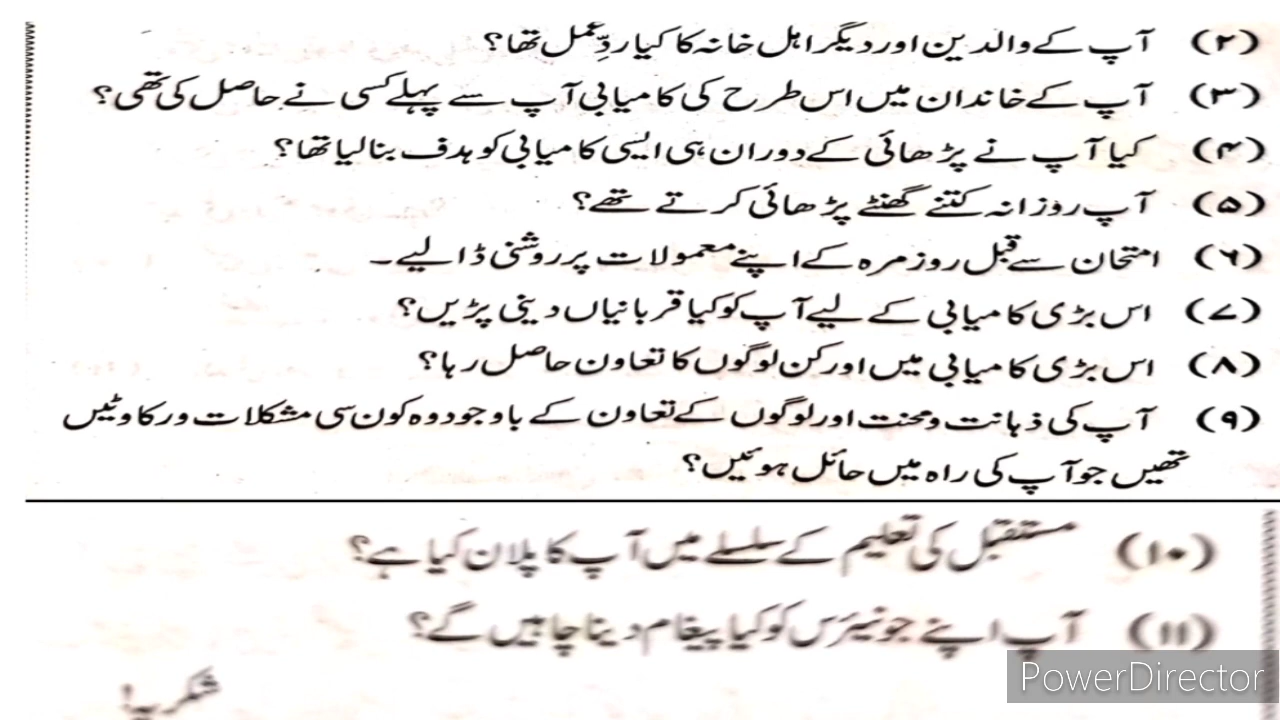 (۲) آپ کے والدین اور دیگر اہل خانہ کا کیا ردِّعمل تھا؟
(۳) آپ کے خاندان میں اس طرح کی کامیابی آپ سے پہلے کسی نے حاصل کی تھی؟
(۴) کیا آپ نے پڑھائی کے دوران ہی ایسی کامیابی کو ہدف بنالیا تھا؟
(۵) آپ روزانہ کتنے گھنٹے پڑھائی کرتے تھے؟
(۶) امتحان سے قبل روزمرہ کے اپنے معمولات پر روشنی ڈالیے۔
(۷) اس بڑی کامیابی کے لیے آپ کو کیا قربانیاں دینی پڑیں؟
(۸) اس بڑی کامیابی میں اور کن لوگوں کا تعاون حاصل رہا؟
(۹) آپ کی ذہانت و محنت اور لوگوں کے تعاون کے باوجود وہ کون سی مشکلات و رکاوٹیں
تھیں جو آپ کی راہ میں حائل ہوئیں؟
(۱۰) مستقبل کی تعلیم کے سلسلے میں آپ کا پلان کیا ہے؟
(۱۱) آپ اپنے جونیئرس کو کیا پیغام دینا چاہیں گے؟
شکریہ!
PowerDirector